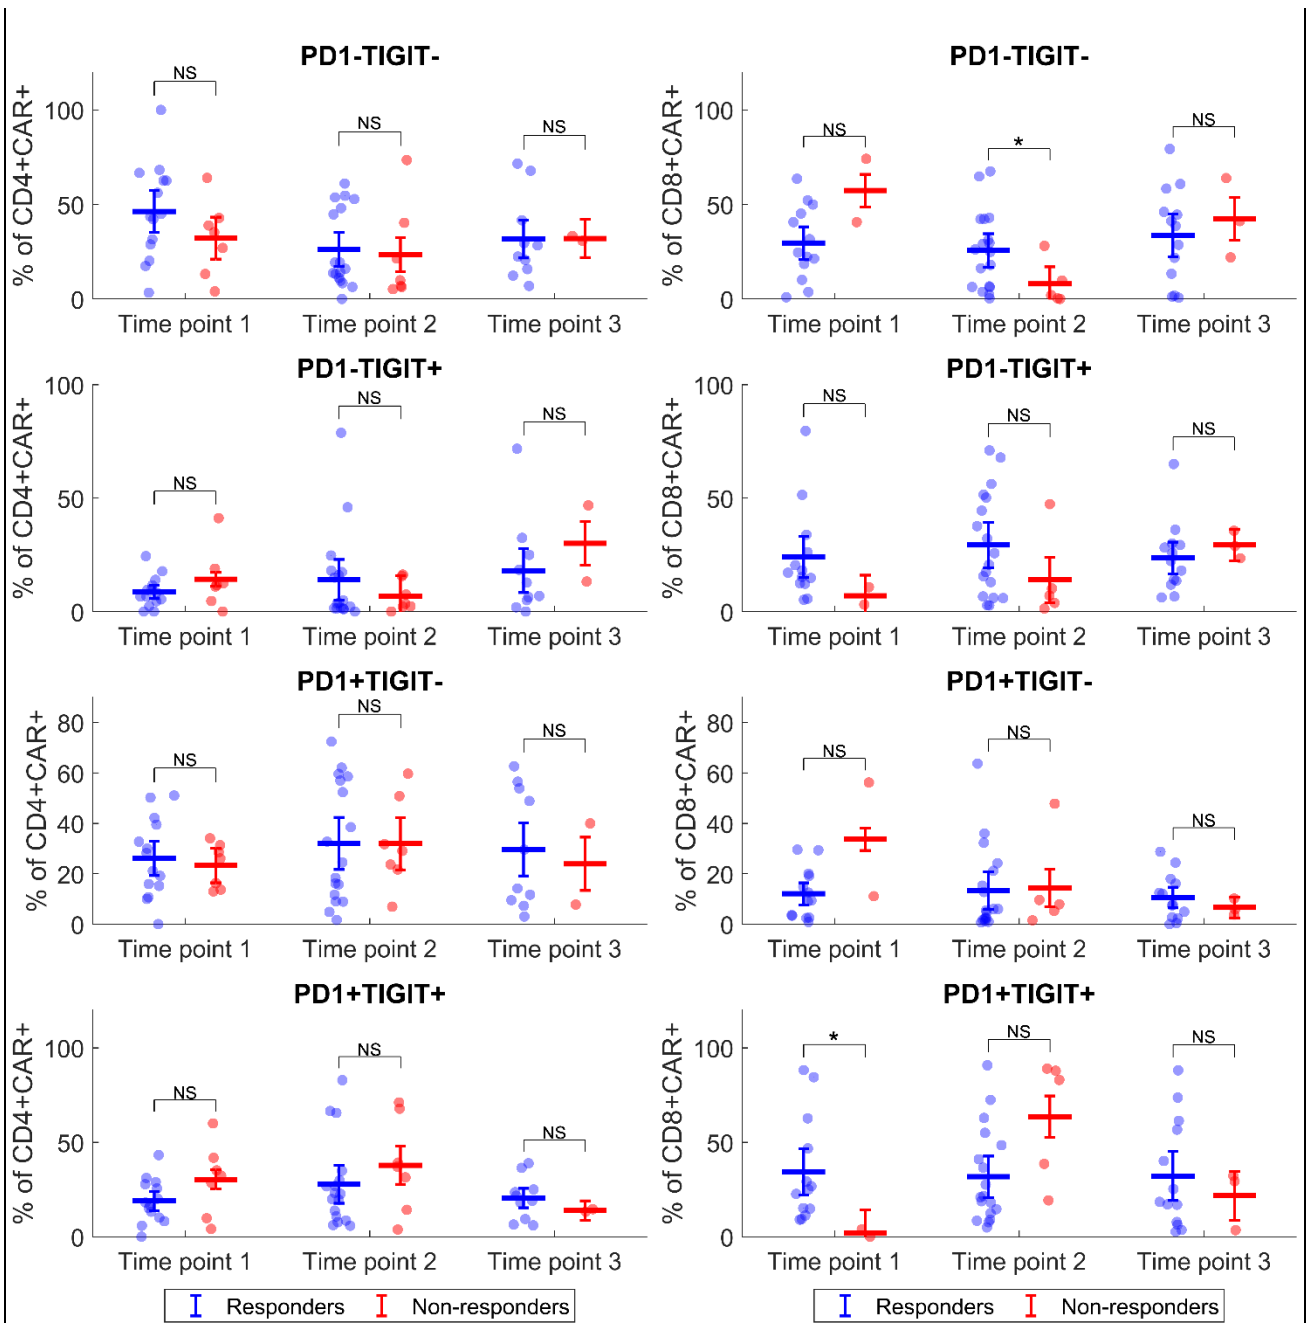 PD1-TIGIT-
% of CD4+CAR+
100
50
0
NS
NS
NS
Time point 1
Time point 2
Time point 3
PD1-TIGIT-
% of CD8+CAR+
100
50
0
NS
*
NS
Time point 1
Time point 2
Time point 3
PD1-TIGIT+
% of CD4+CAR+
100
50
0
NS
NS
NS
Time point 1
Time point 2
Time point 3
PD1-TIGIT+
% of CD8+CAR+
100
50
0
NS
NS
NS
Time point 1
Time point 2
Time point 3
PD1+TIGIT-
% of CD4+CAR+
80
60
40
20
0
NS
NS
NS
Time point 1
Time point 2
Time point 3
PD1+TIGIT-
% of CD8+CAR+
80
60
40
20
0
NS
NS
NS
Time point 1
Time point 2
Time point 3
PD1+TIGIT+
% of CD4+CAR+
100
50
0
NS
NS
NS
Time point 1
Time point 2
Time point 3
PD1+TIGIT+
% of CD8+CAR+
100
50
0
*
NS
NS
Time point 1
Time point 2
Time point 3
Responders
Non-responders
Responders
Non-responders